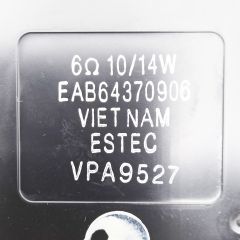 6Ω 10/14W
EAB64370906
VIET NAM
ESTEC
VPA9527